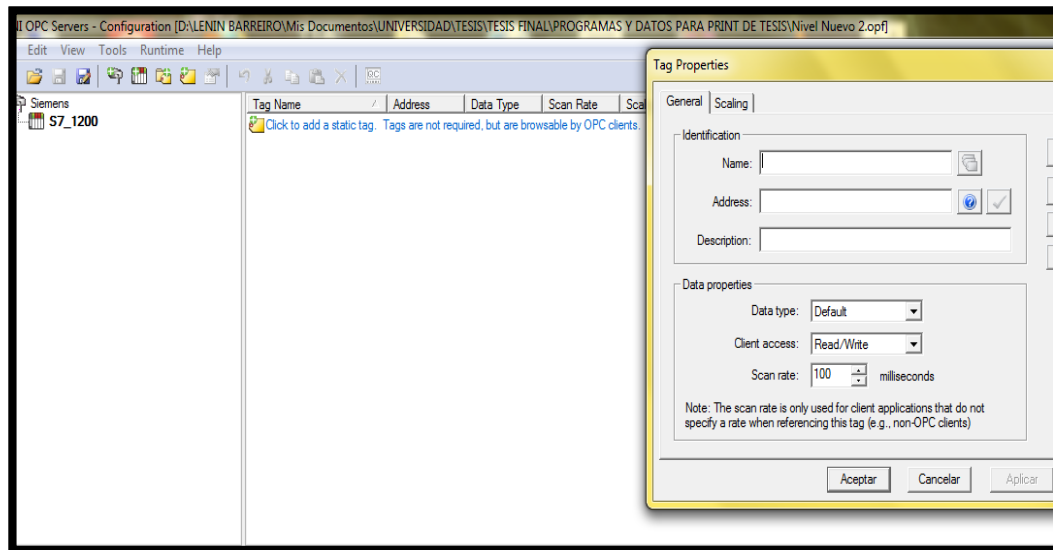 II OPC Servers - Configuration [D:\LENIN BARREIRO\Mis Documentos\UNIVERSIDAD\TESIS\TESIS FINAL\PROGRAMAS Y DATOS PARA PRINT DE TESIS\Nivel Nuevo 2.opf]
Edit View Tools Runtime Help
Siemens
S7_1200
Tag Name Address Data Type Scan Rate Scal
Click to add a static tag. Tags are not required, but are browsable by OPC clients.
Tag Properties
General Scaling
Identification
Name:
Address:
Description:
Data properties
Data type: Default
Client access: Read/Write
Scan rate: 100 milliseconds
Note: The scan rate is only used for client applications that do not
specify a rate when referencing this tag (e.g., non-OPC clients)
Aceptar Cancelar Aplicar